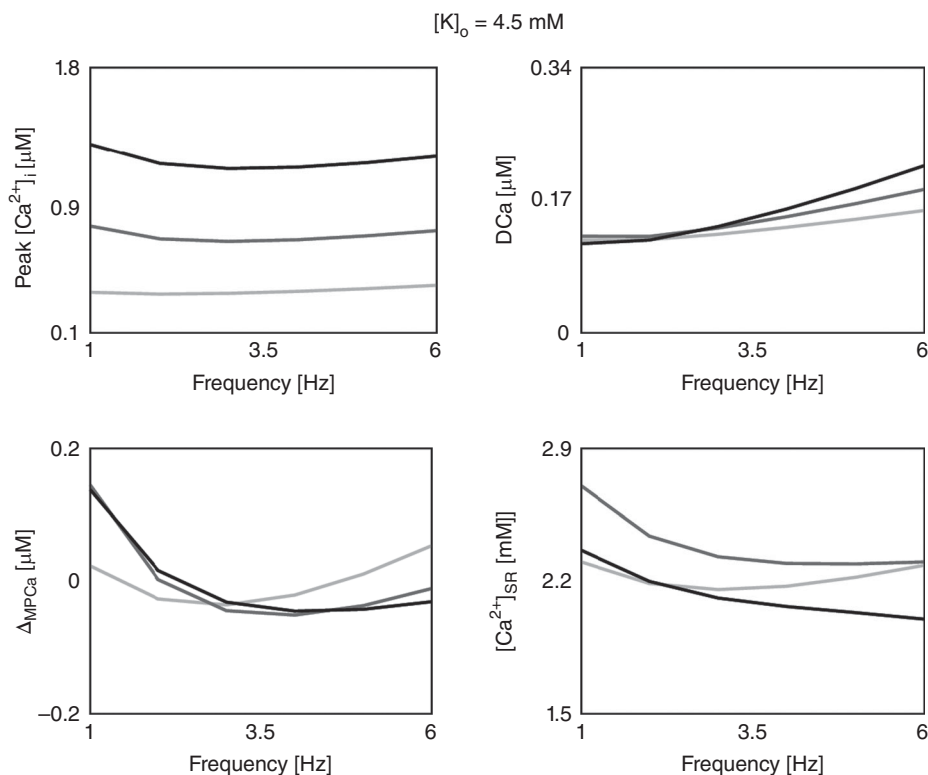 [K]o = 4.5 mM
1.8
0.9
0.1
Peak [Ca2+]i [µM]
1
3.5
6
Frequency [Hz]
0.34
0.17
0
DCa [µM]
1
3.5
6
Frequency [Hz]
0.2
0
–0.2
ΔMPCa [µM]
1
3.5
6
Frequency [Hz]
2.9
2.2
1.5
[Ca2+]SR [mM]]
1
3.5
6
Frequency [Hz]